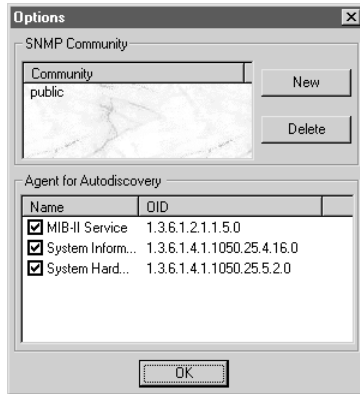 Options
SNMP Community
Community
public
New
Delete
Agent for Autodiscovery
Name OID
MIB-II Service 1.3.6.1.2.1.1.5.0
System Inform... 1.3.6.1.4.1.1050.25.4.16.0
System Hard... 1.3.6.1.4.1.1050.25.5.2.0
OK